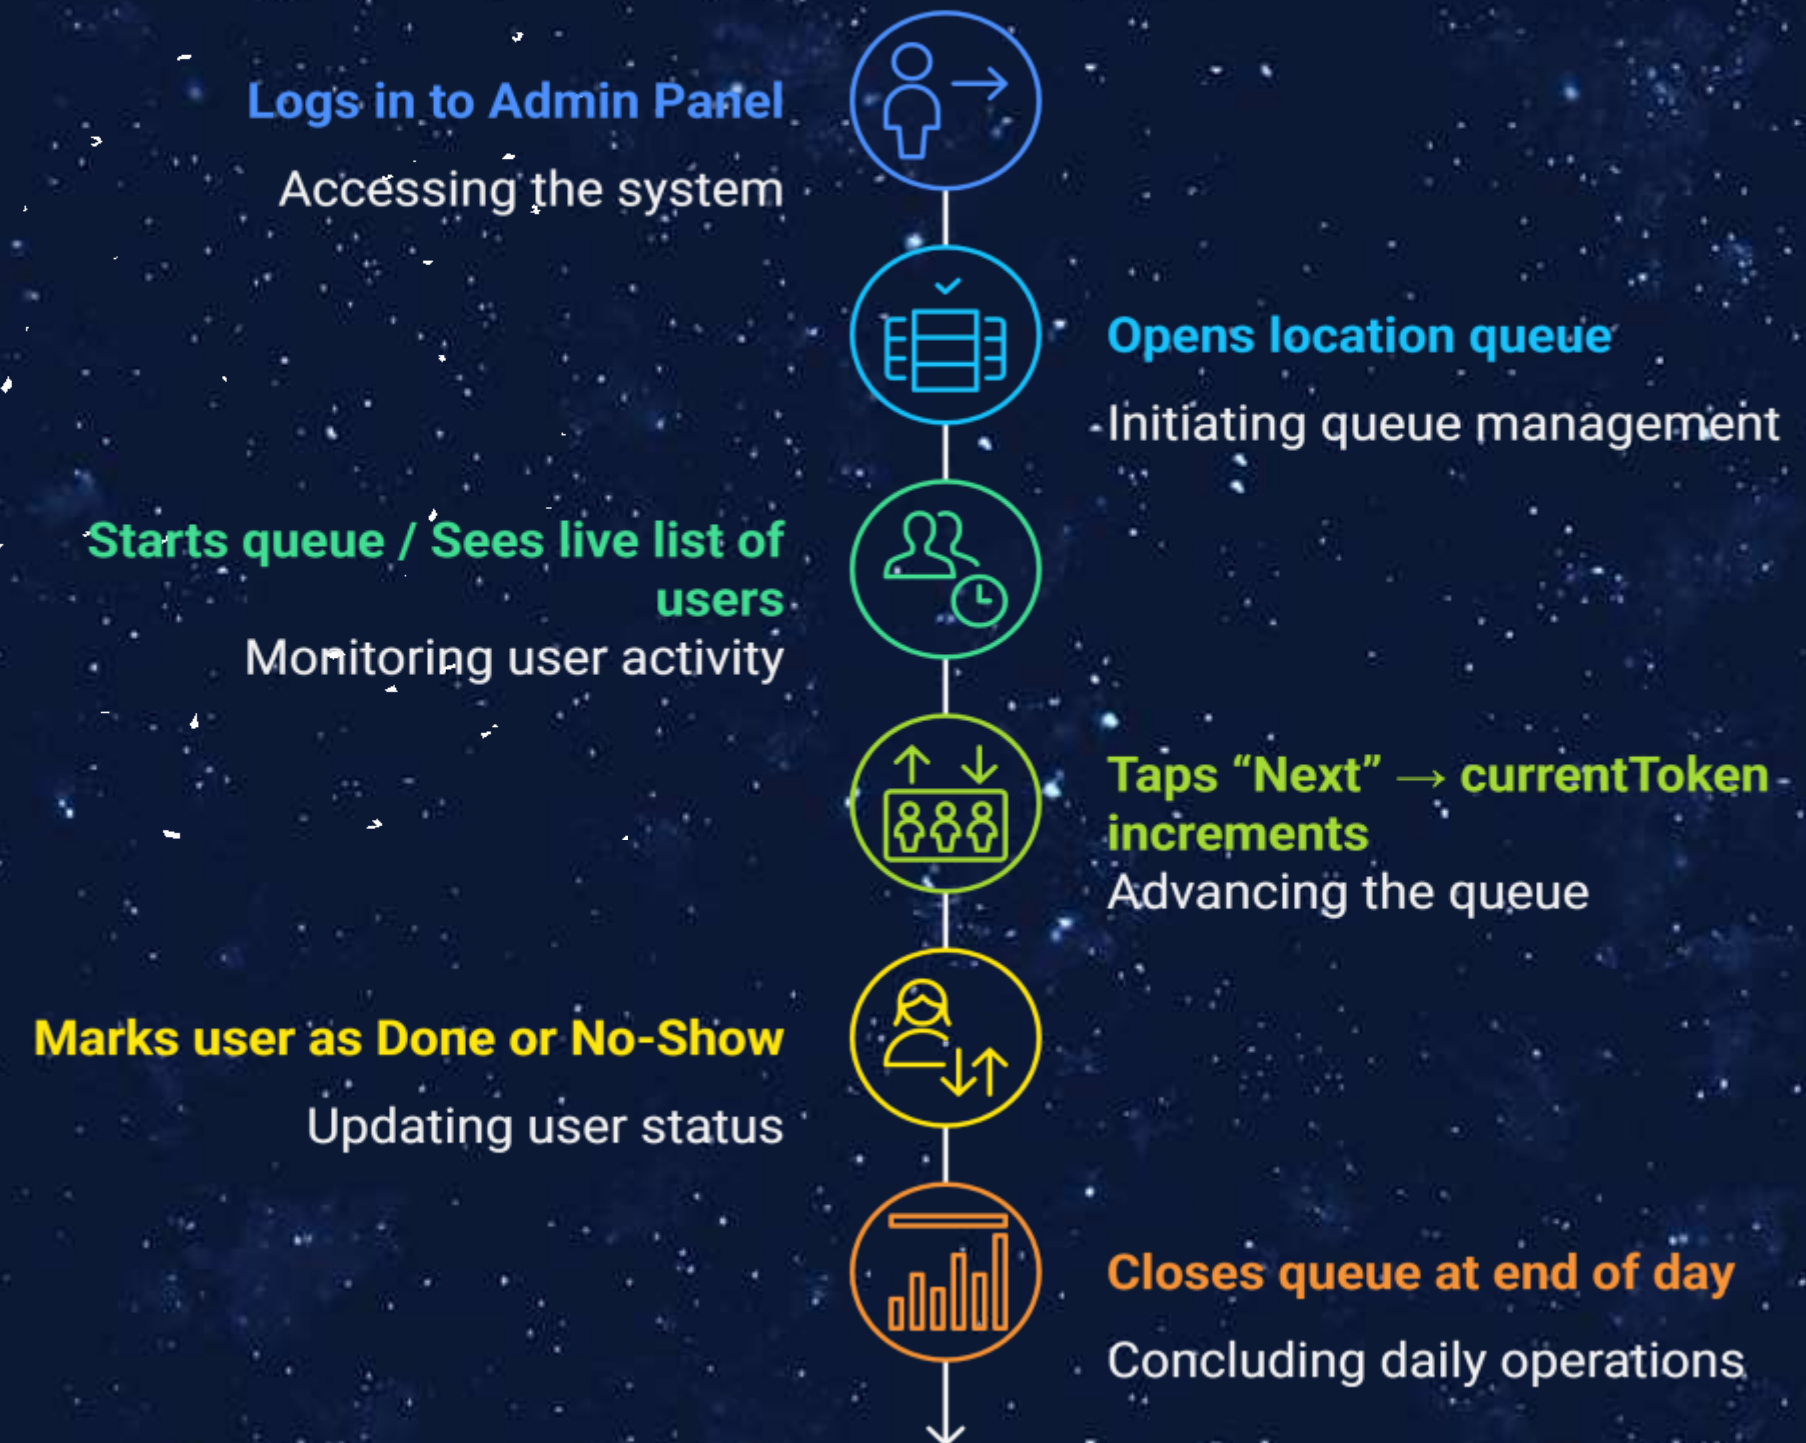 Logs in to Admin Panel
Accessing the system
Opens location queue
Initiating queue management
Starts queue / Sees live list of
users
Monitoring user activity
Taps “Next” → currentToken
increments
Advancing the queue
Marks user as Done or No-Show
Updating user status
Closes queue at end of day
Concluding daily operations